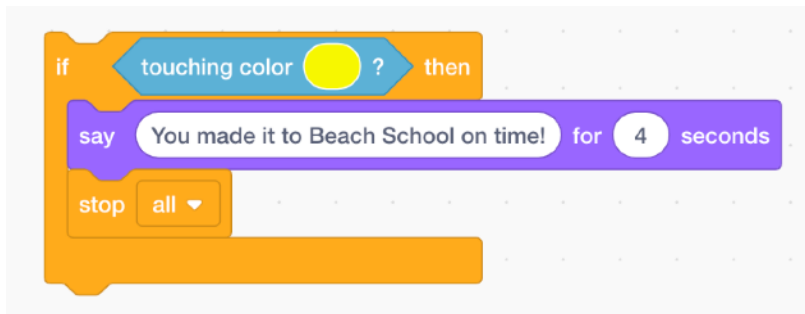 if touching color ? then
say You made it to Beach School on time! for 4 seconds
stop all